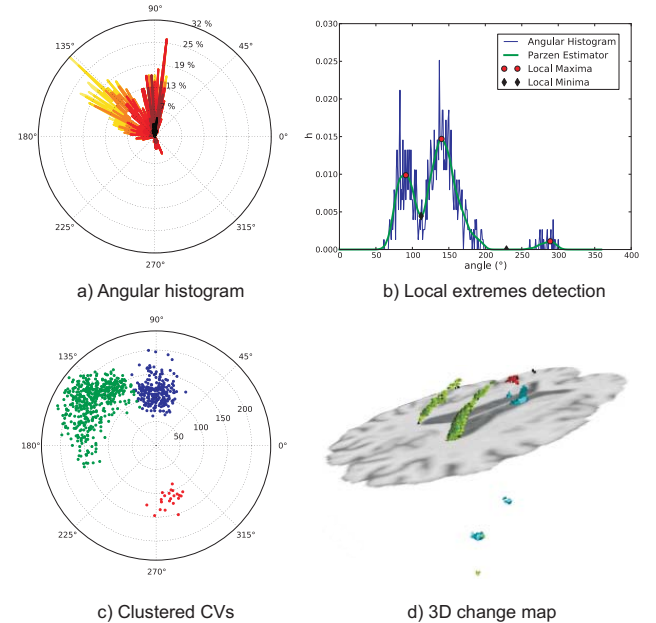 90°
32 %
25 %
19 %
13 %
%
135°
45°
180°
0°
225°
315°
270°
a) Angular histogram
0.030
0.025
0.020
0.015
0.010
0.005
0.000
h
0 50 100 150 200 250 300 350 400
angle (°)
Angular Histogram
Parzen Estimator
Local Maxima
Local Minima
b) Local extremes detection
90°
135°
45°
180°
0°
225°
315°
270°
50
100
150
200
c) Clustered CVs
d) 3D change map